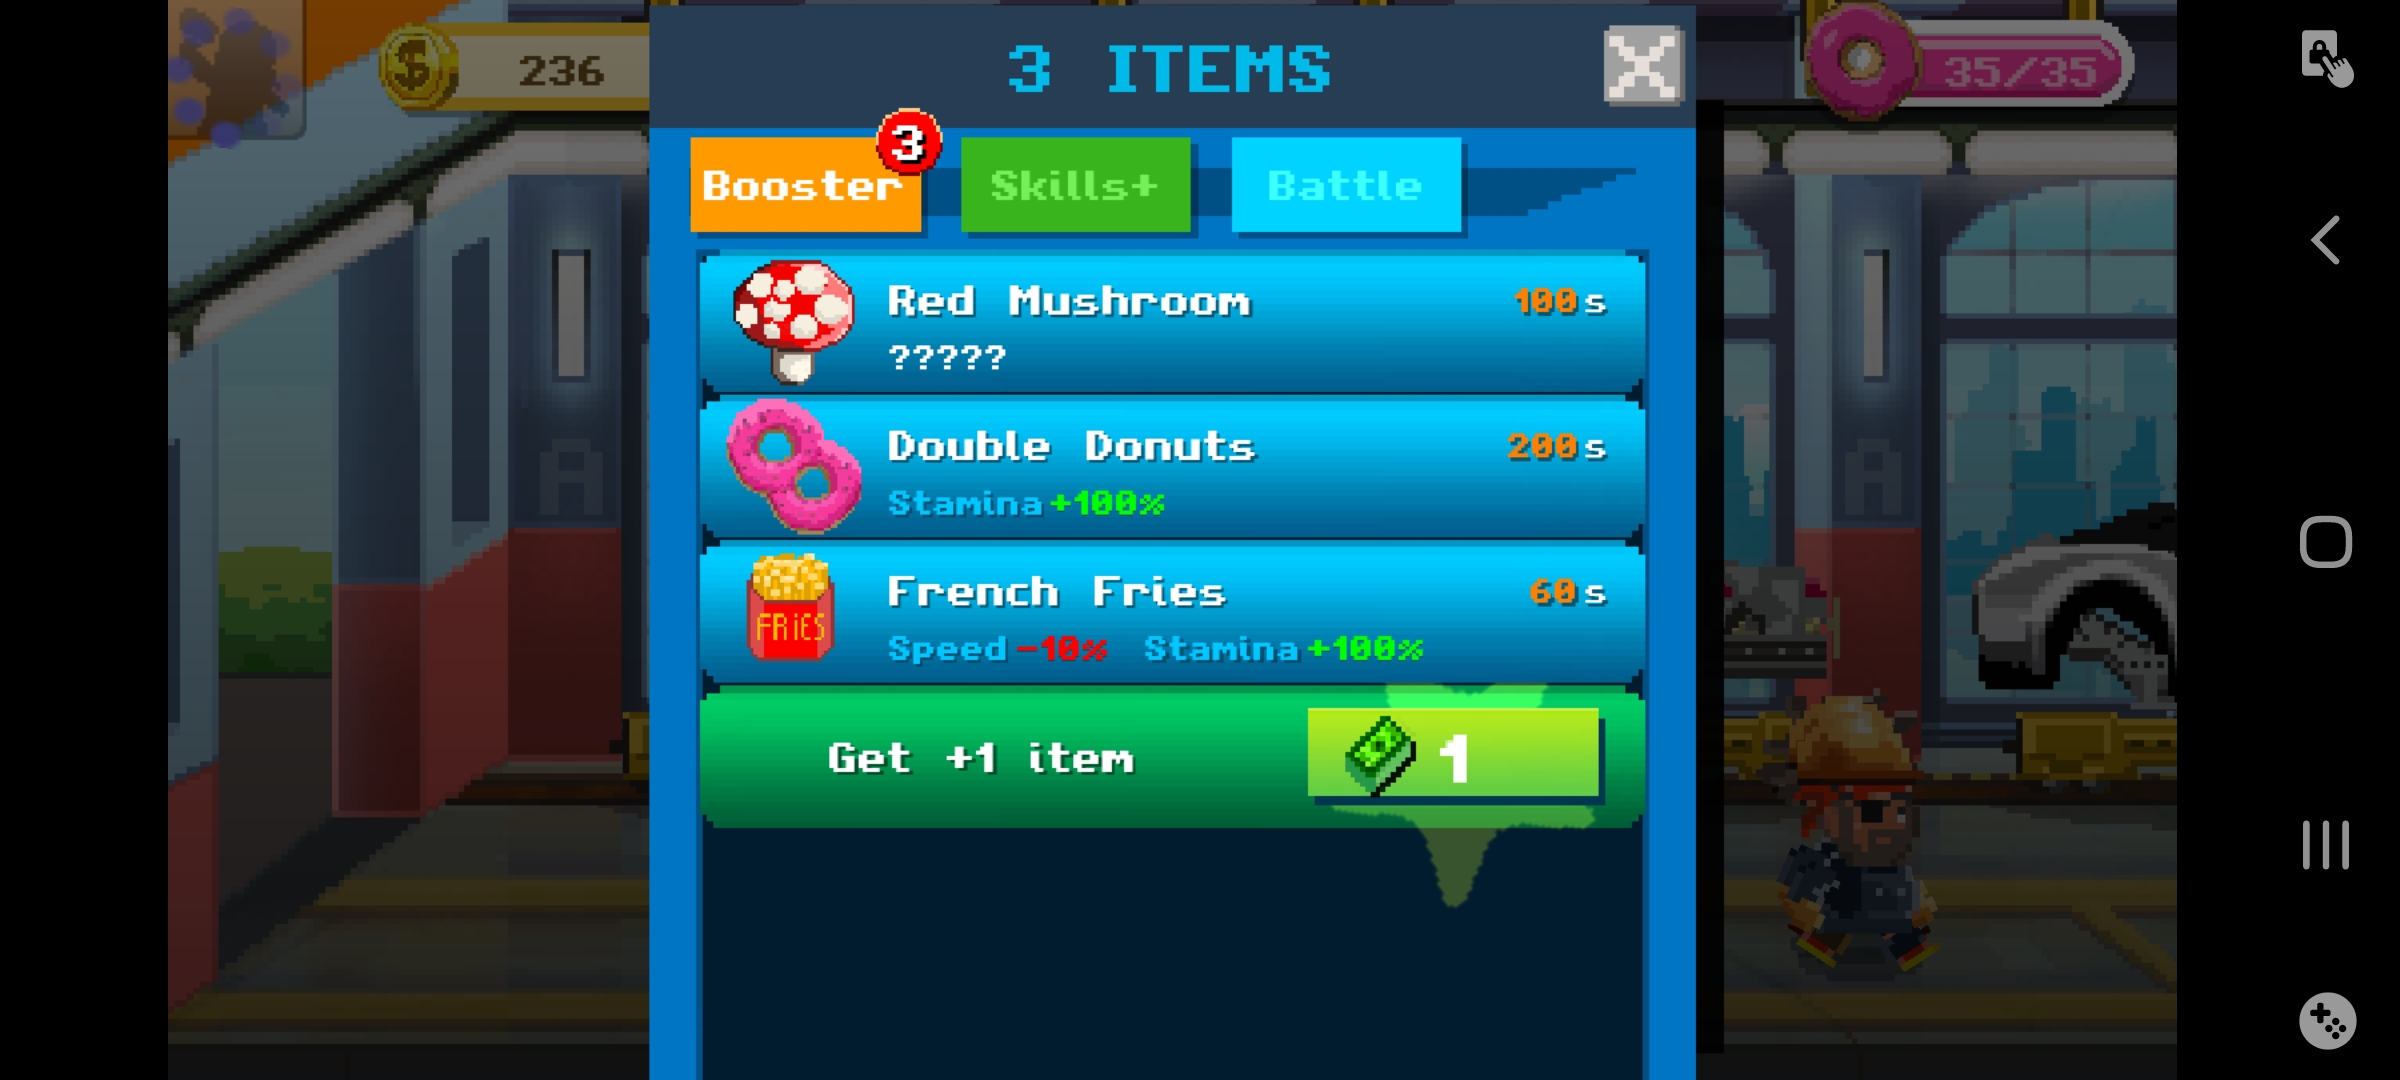 236
3 ITEMS
35/35
3
Booster
Skills+
Battle
Red Mushroom
100s
?????
Double Donuts
200s
Stamina +100%
French Fries
60s
FRIES
Speed -10% Stamina +100%
Get +1 item
1
A
A